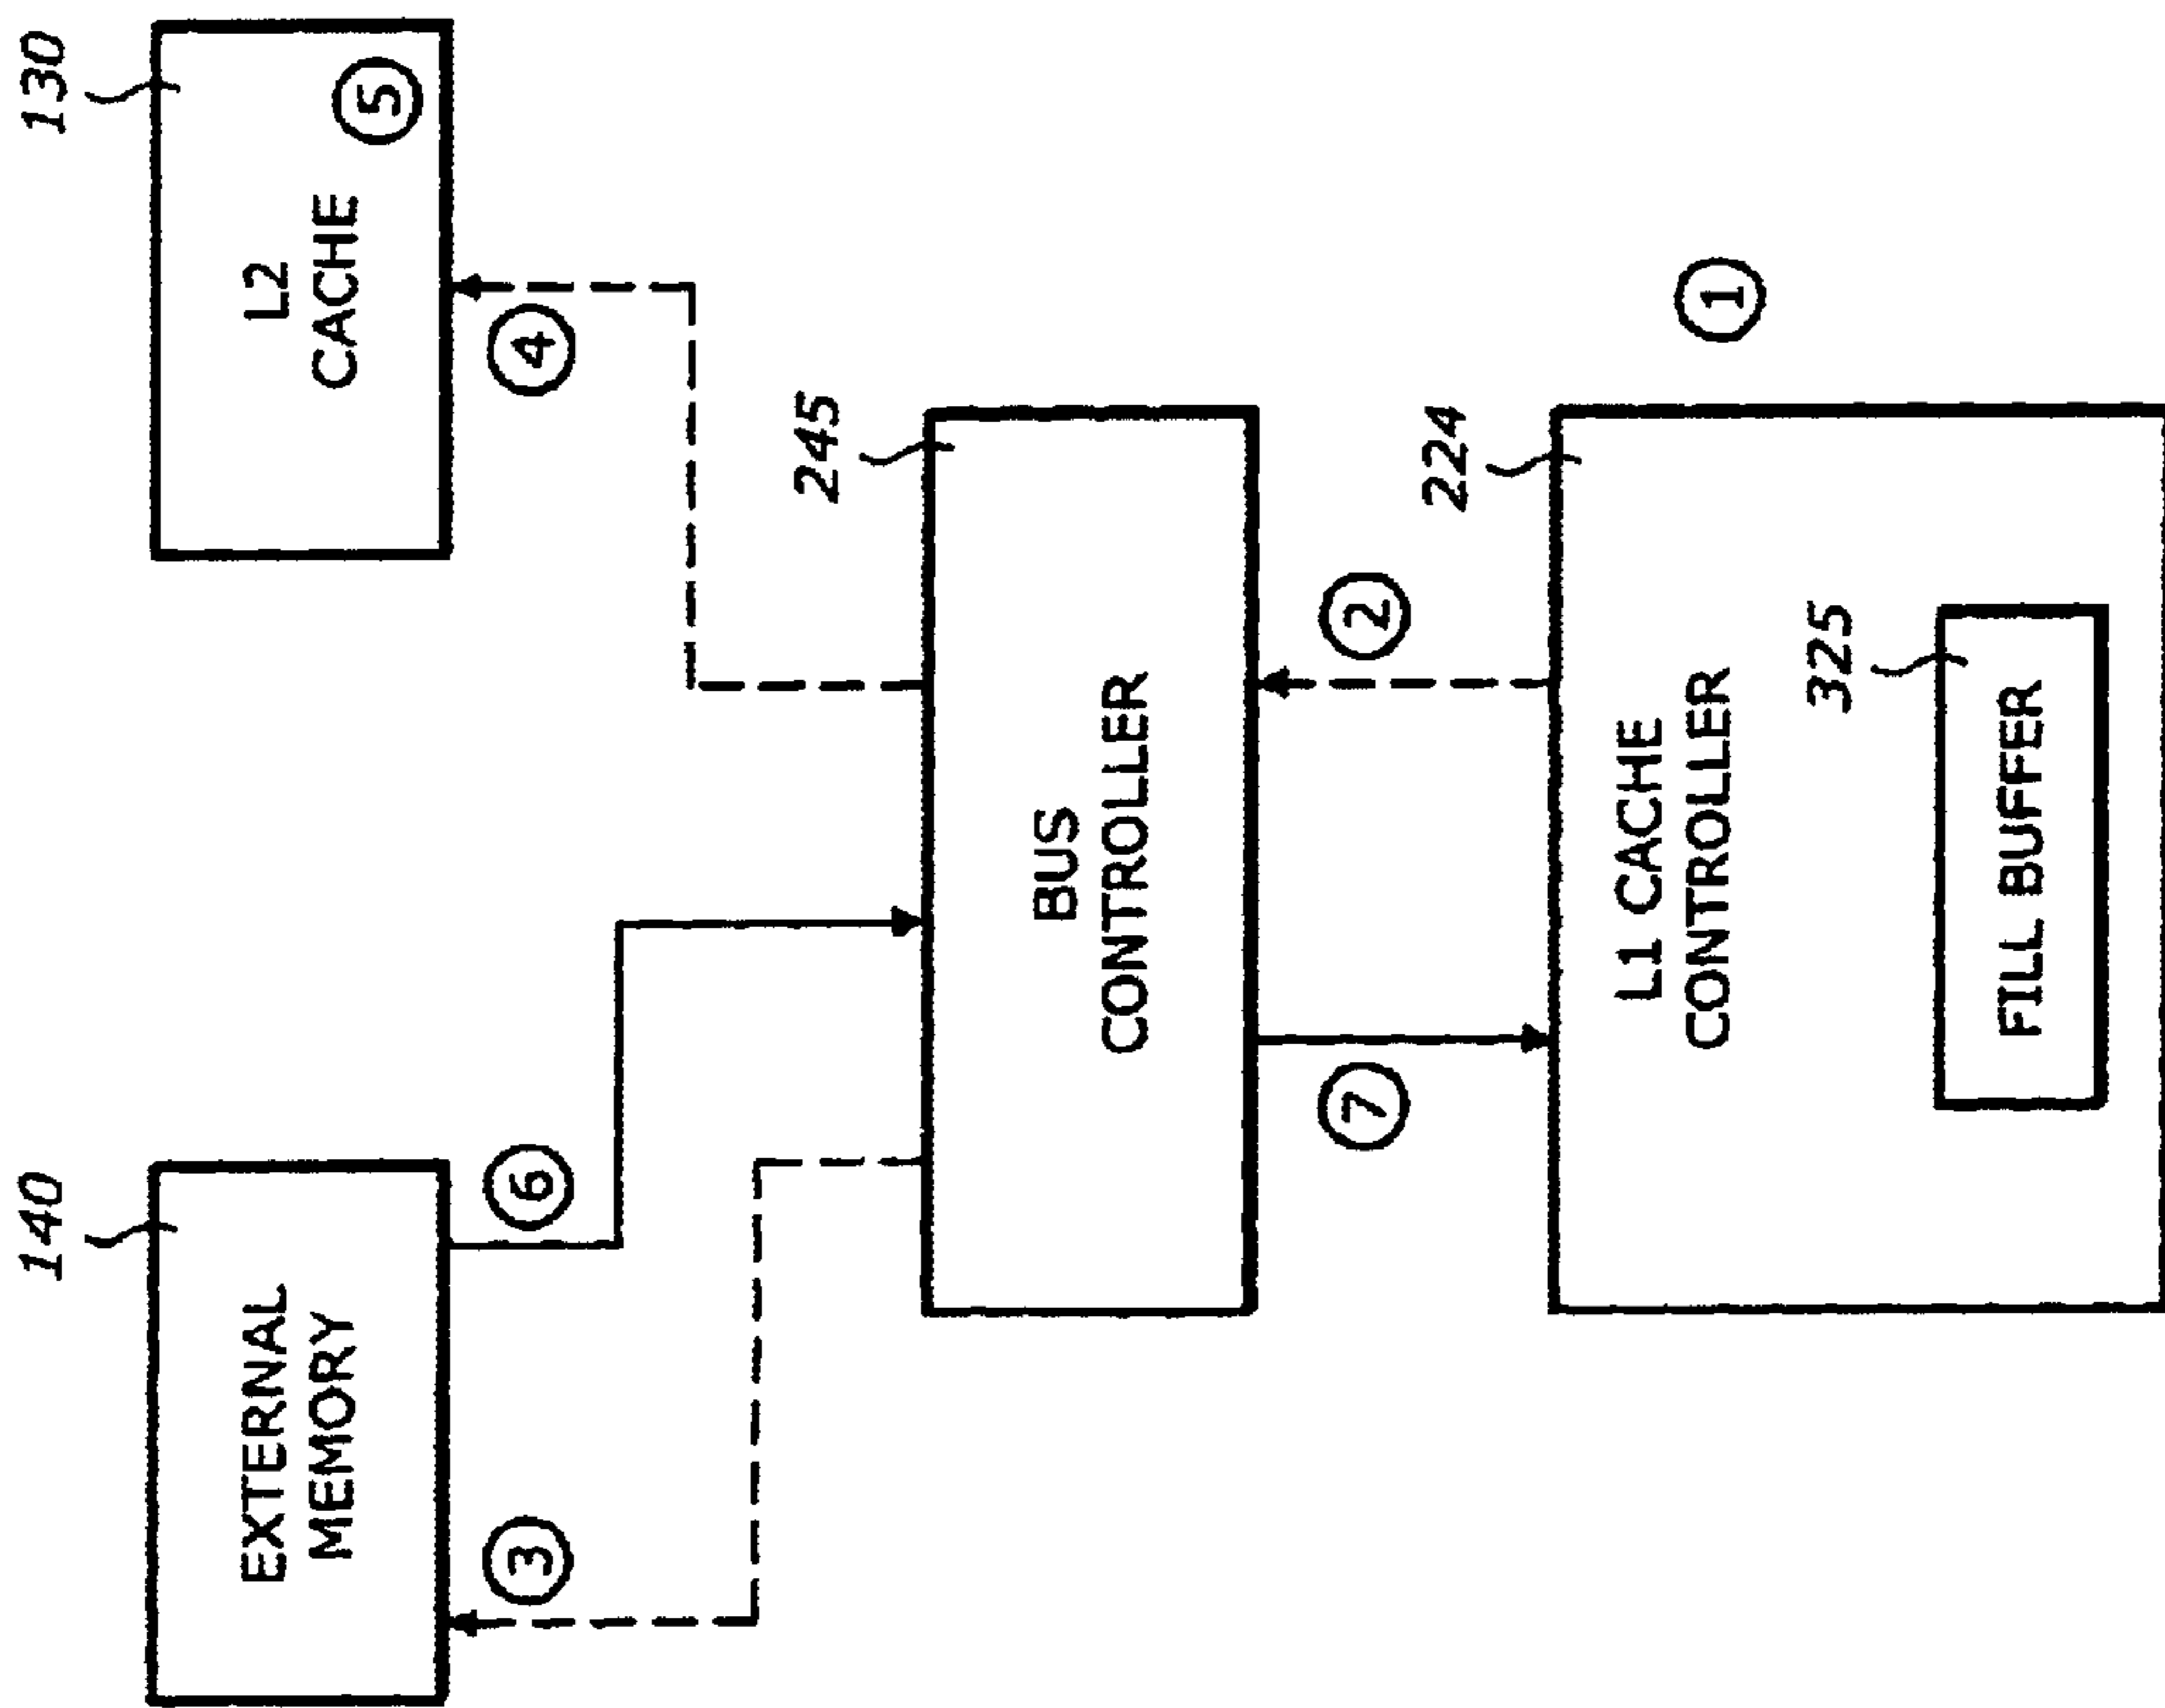 140
EXTERNAL
MEMORY
3
6
130
L2
CACHE
5
4
245
BUS
CONTROLLER
7
2
224
L1 CACHE
CONTROLLER
1
325
FILL BUFFER